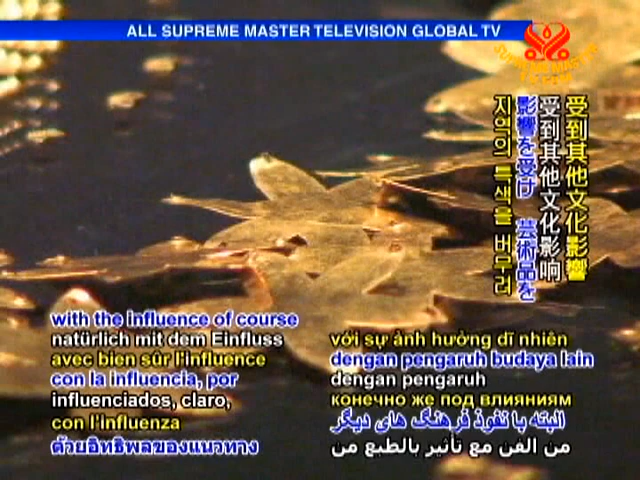 ALL SUPREME MASTER TELEVISION GLOBAL TV
受到其他文化影響
受到其他文化影响
影響を受け 芸術品を
지역의 특색을 버무려
with the influence of course
natürlich mit dem Einfluss
avec bien sûr l'influence
con la influencia, por
influenciados, claro,
con l'influenza
ด้วยอิทธิพลของแนวทาง
với sự ảnh hưởng dĩ nhiên
dengan pengaruh budaya lain
dengan pengaruh
конечно же под влияниям
البته با نفوذ فرهنگ های دیگر
من الفن مع تأثير بالطبع من